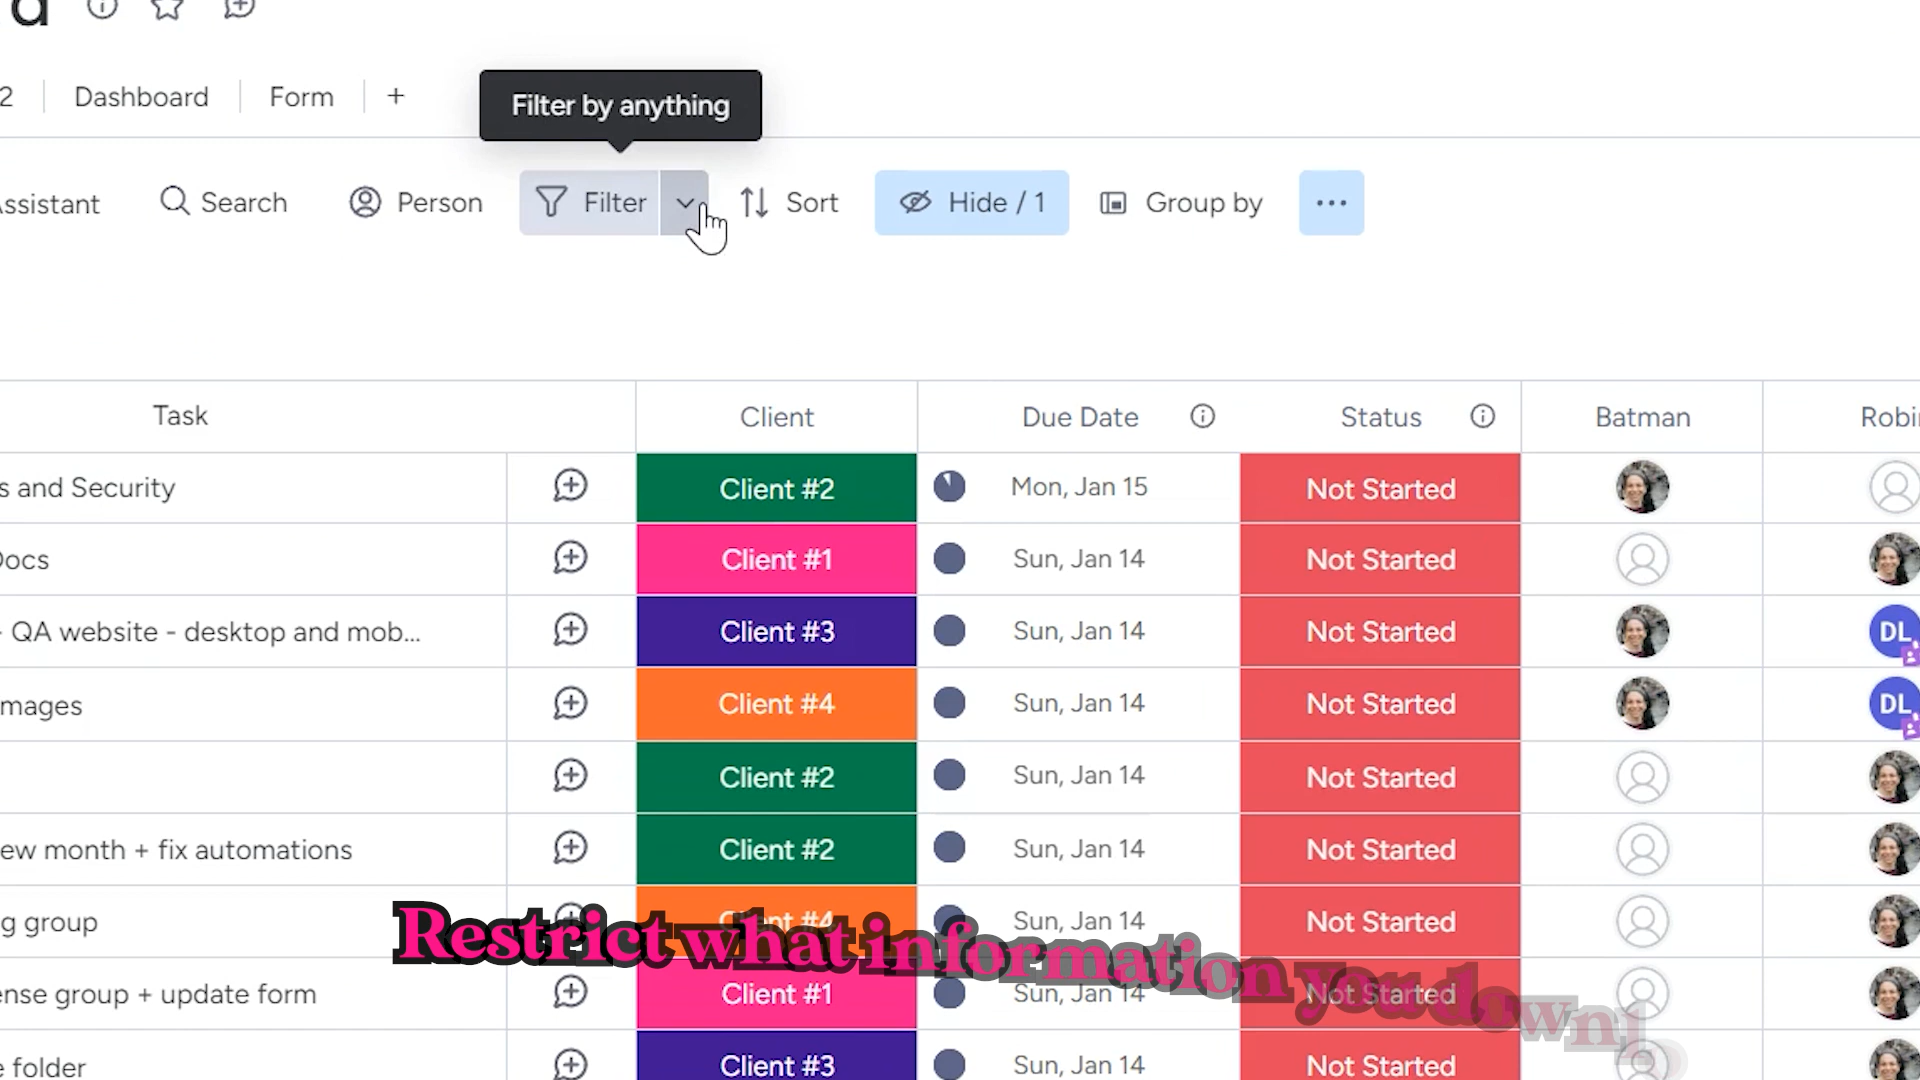 2 Dashboard Form +
Filter by anything
ssistant Search Person Filter Sort Hide / 1 Group by ...
Task Client Due Date Status Batman Robi
s and Security Client #2 Mon, Jan 15 Not Started
Docs Client #1 Sun, Jan 14 Not Started
- QA website - desktop and mob... Client #3 Sun, Jan 14 Not Started DL
mages Client #4 Sun, Jan 14 Not Started DL
Client #2 Sun, Jan 14 Not Started
ew month + fix automations Client #2 Sun, Jan 14 Not Started
g group Client #4 Sun, Jan 14 Not Started
Restrict what information you downl
ense group + update form Client #1 Sun, Jan 14 Not Started
e folder Client #3 Sun, Jan 14 Not Started